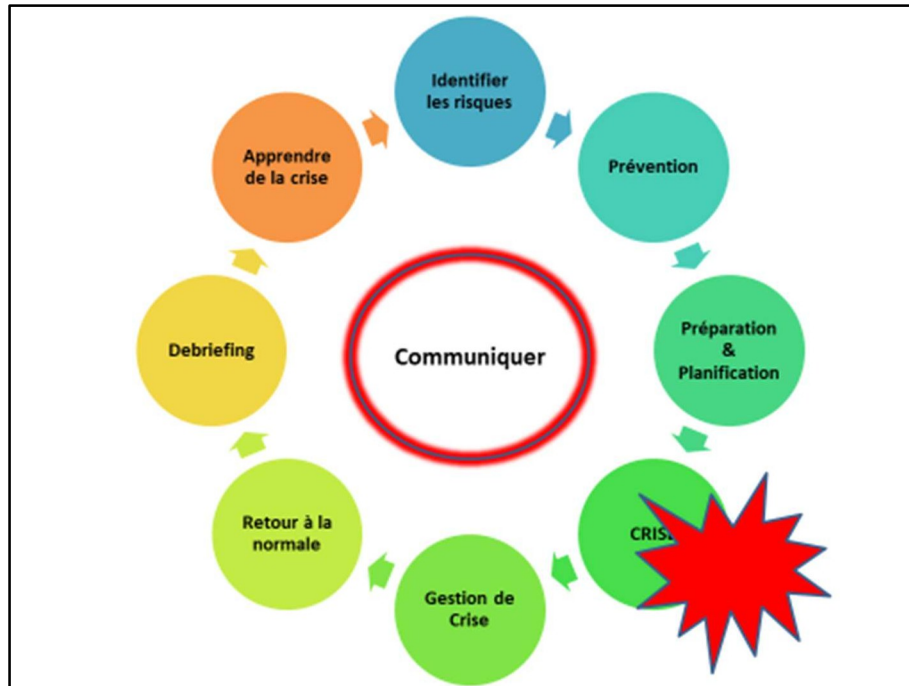 Identifier
les risques
Prévention
Préparation
&
Planification
Gestion de
Crise
Retour à la
normale
Debriefing
Apprendre
de la crise
Communiquer